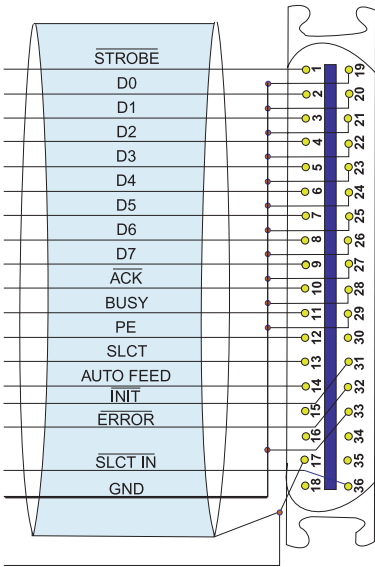 STROBE
D0
D1
D2
D3
D4
D5
D6
D7
ACK
BUSY
PE
SLCT
AUTO FEED
INIT
ERROR
SLCT IN
GND
1
2
3
4
5
6
7
8
9
10
11
12
13
14
15
16
17
18
19
20
21
22
23
24
25
26
27
28
29
30
31
32
33
34
35
36